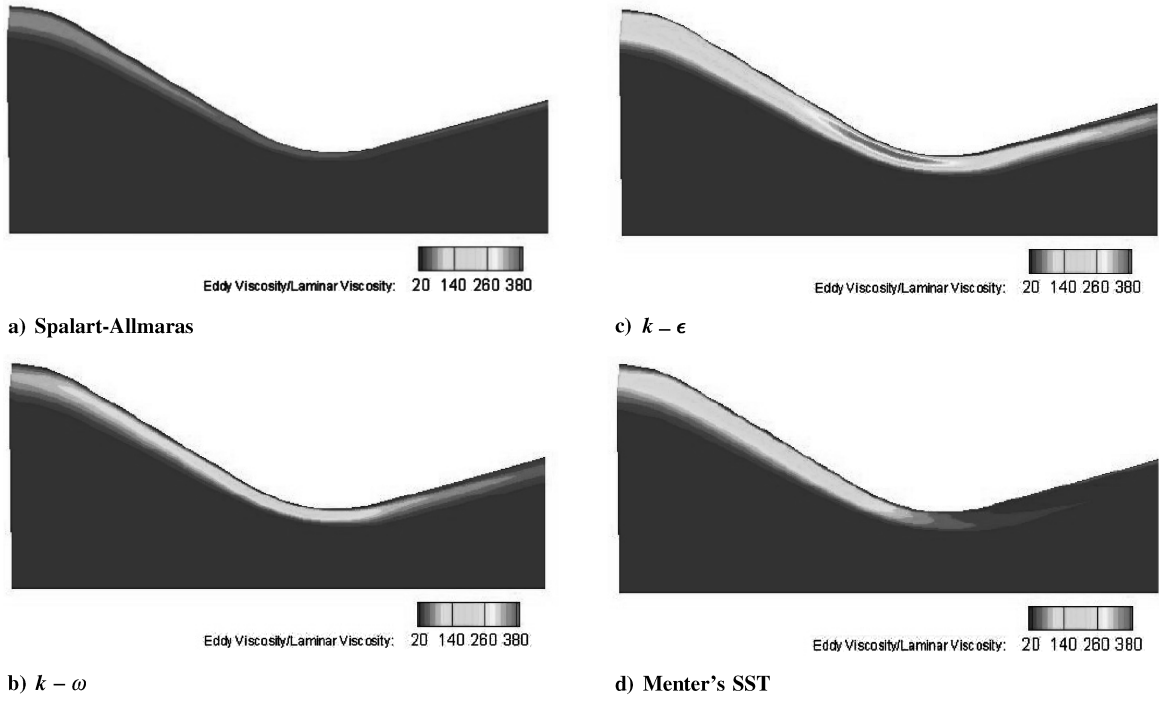 Eddy Viscosity/Laminar Viscosity: 20 140 260 380
a) Spalart-Allmaras
Eddy Viscosity/Laminar Viscosity: 20 140 260 380
b) k – ω
Eddy Viscosity/Laminar Viscosity: 20 140 260 380
c) k – ϵ
Eddy Viscosity/Laminar Viscosity: 20 140 260 380
d) Menter's SST